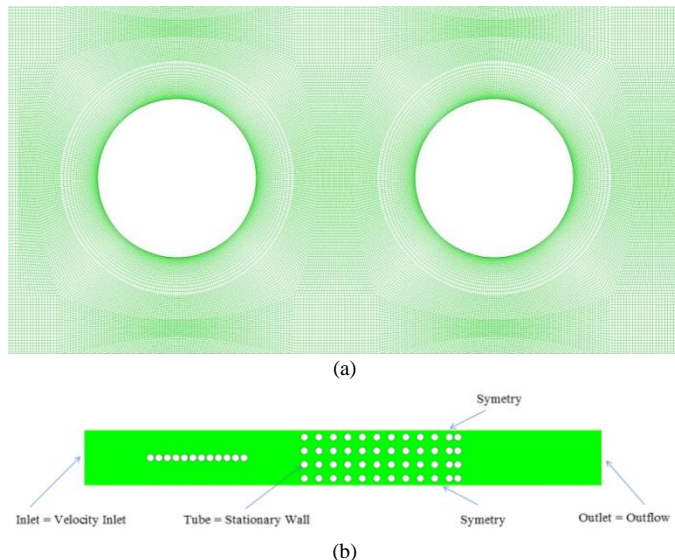 (a)
Symetry
Inlet = Velocity Inlet
Tube = Stationary Wall
Symetry
Outlet = Outflow
(b)